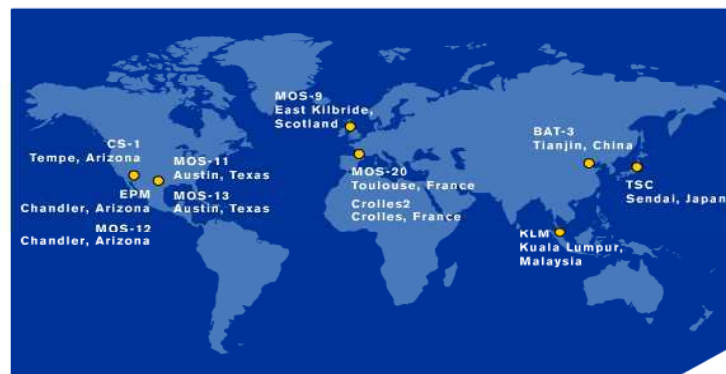 MOS-9
East Kilbride,
Scotland
CS-1
Tempe, Arizona
MOS-11
Austin, Texas
EPM
Chandler, Arizona
MOS-13
Austin, Texas
MOS-12
Chandler, Arizona
MOS-20
Toulouse, France
Crolles2
Crolles, France
BAT-3
Tianjin, China
TSC
Sendai, Japan
KLM
Kuala Lumpur,
Malaysia